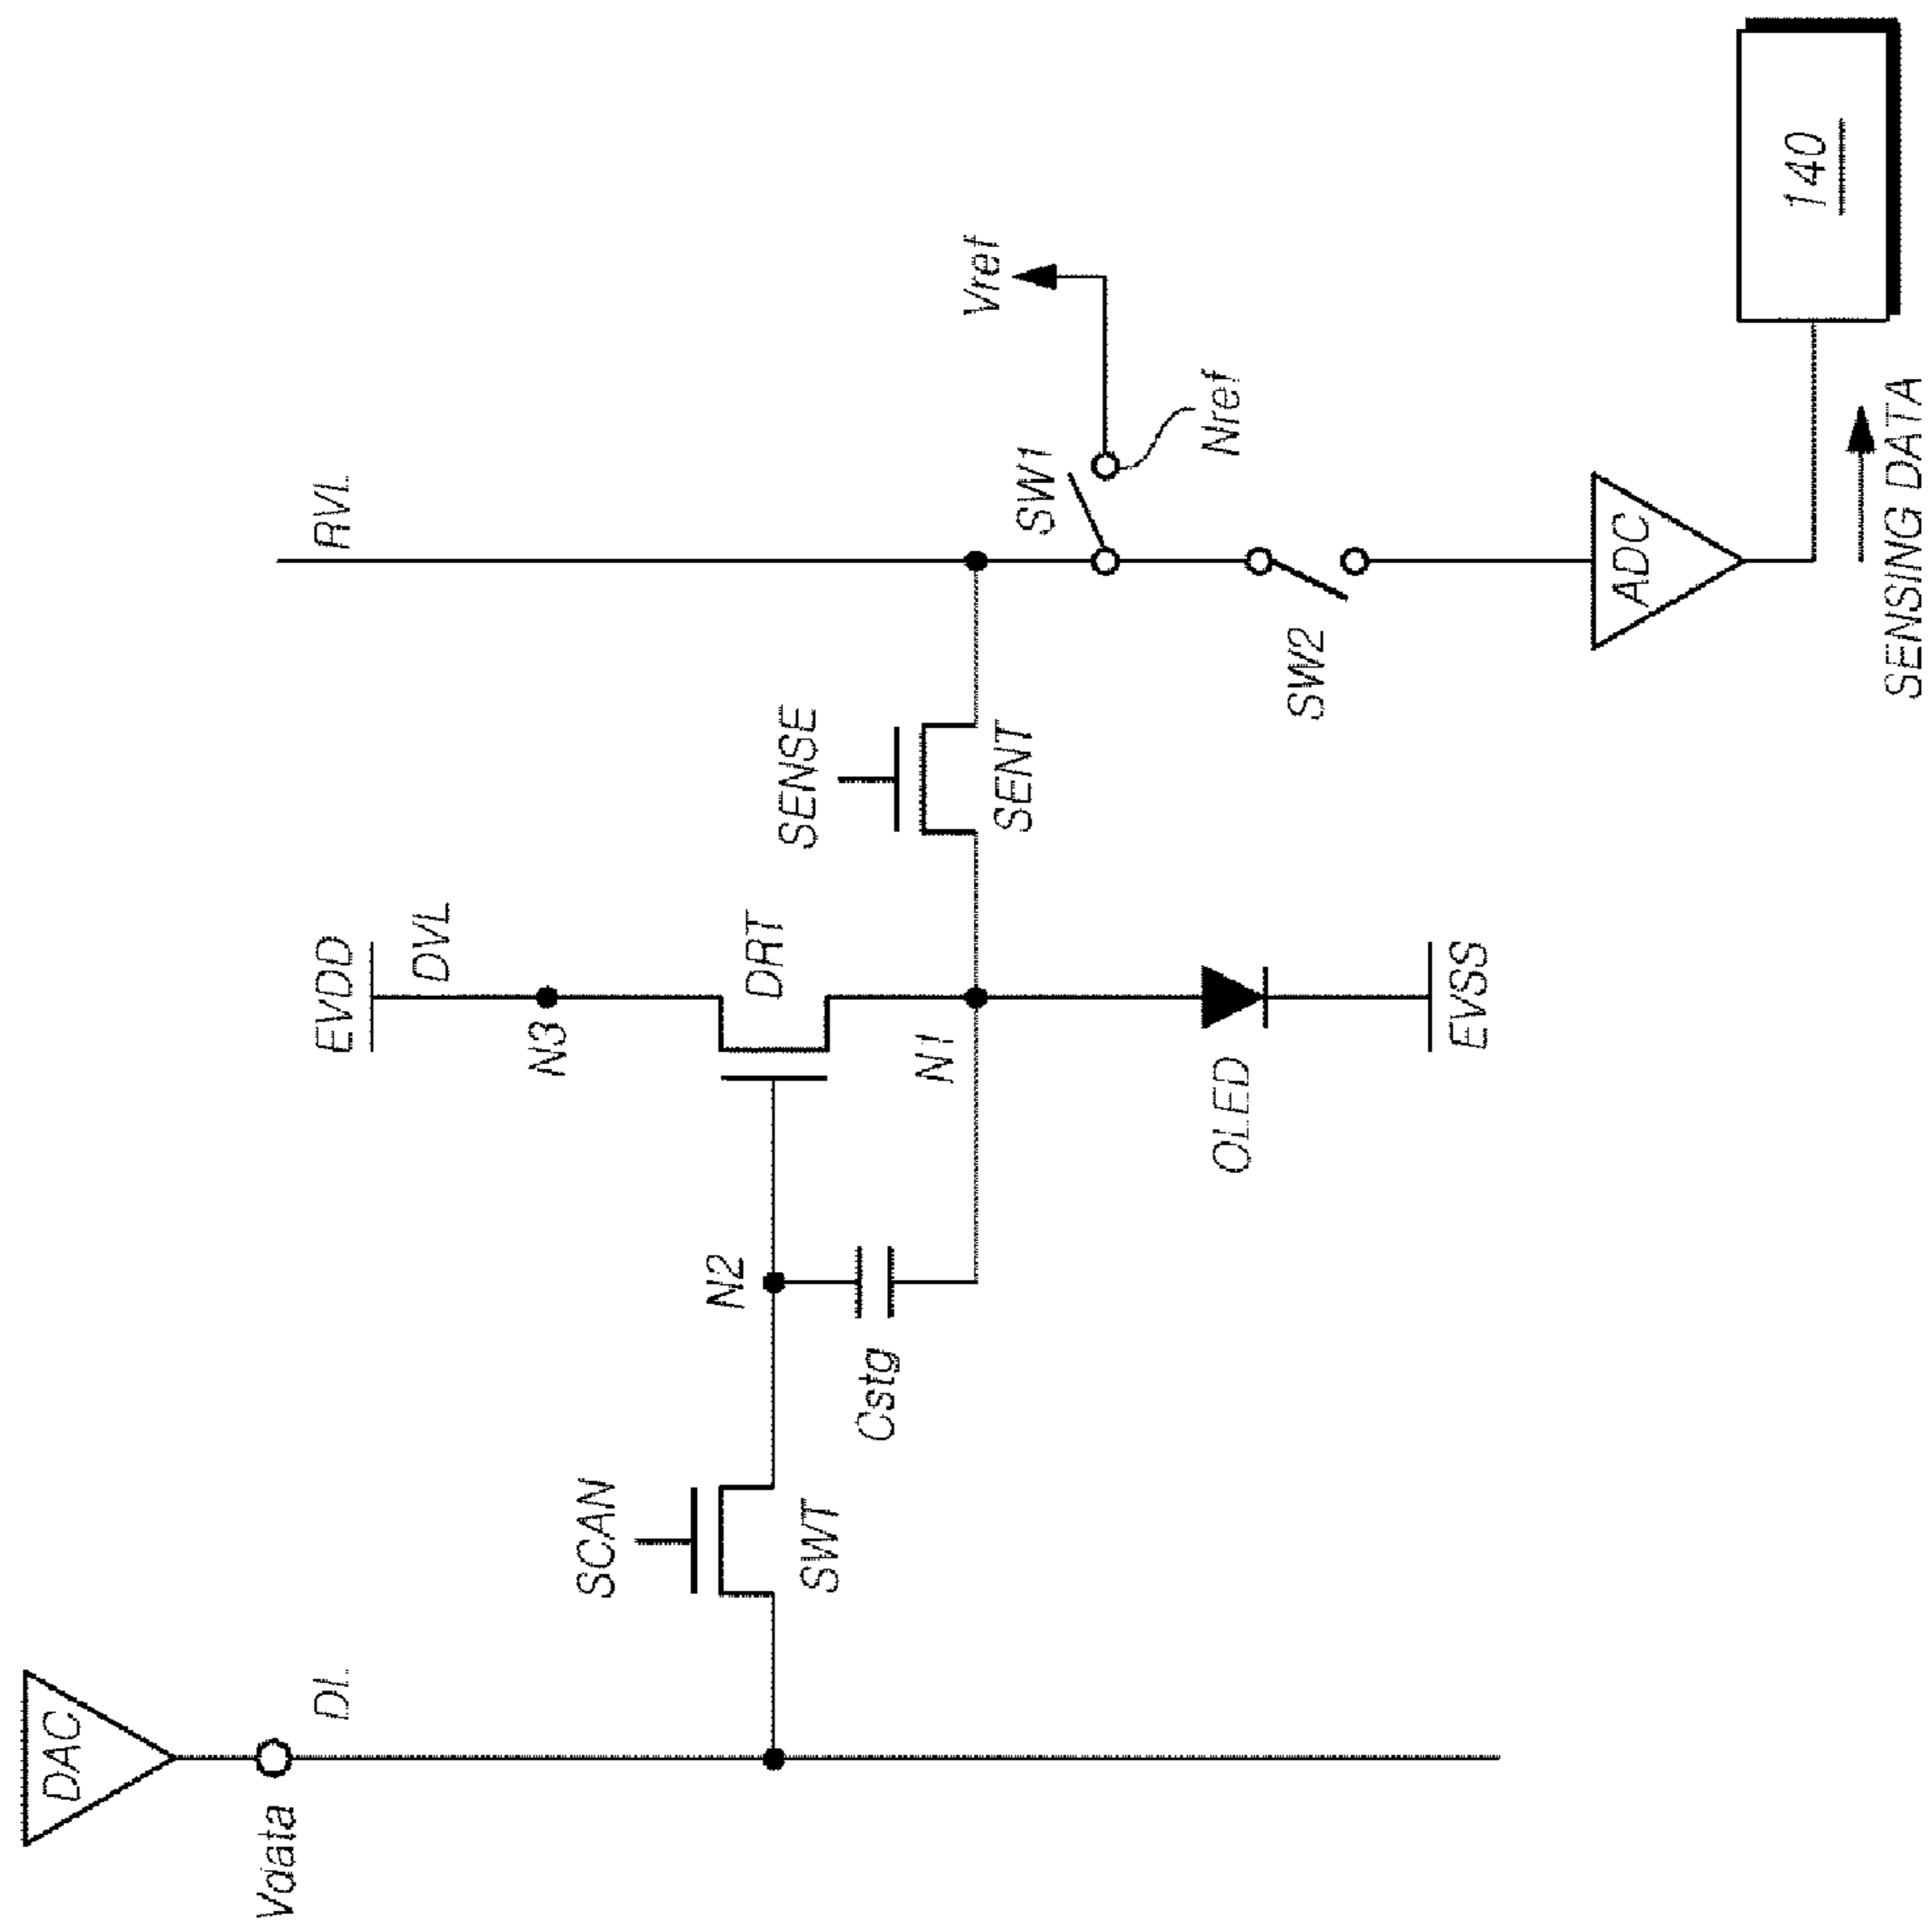 DAC
Vdata
DL
SCAN
SWT
N2
Cstg
EVDD
DVL
N3
DRT
N1
OLED
EVSS
SENSE
SENT
RVL
SW1
Vref
Nref
SW2
ADC
140
SENSING DATA